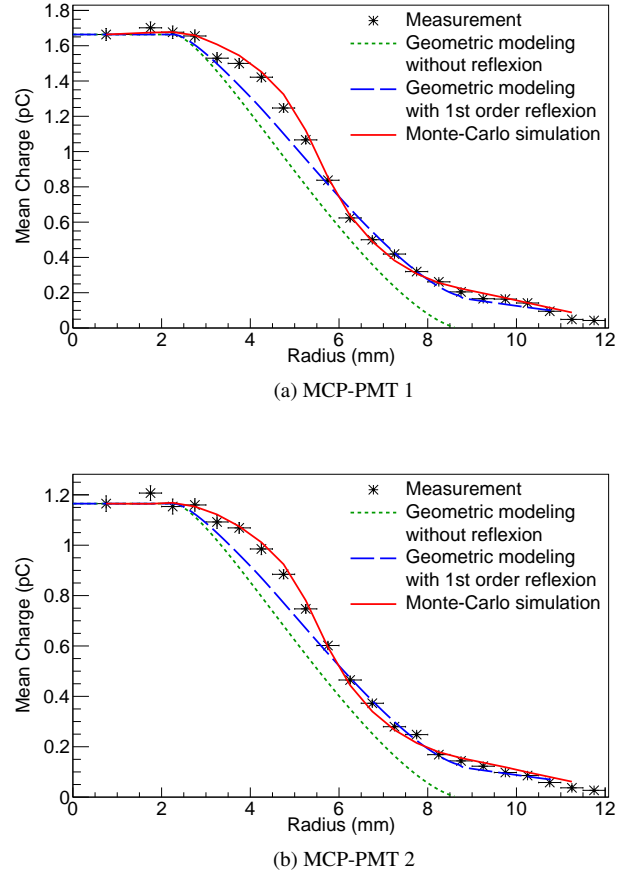 1.8
1.6
1.4
1.2
1
0.8
0.6
0.4
0.2
0
Mean Charge (pC)
Measurement
Geometric modeling
without reflexion
Geometric modeling
with 1st order reflexion
Monte-Carlo simulation
0 2 4 6 8 10 12
Radius (mm)
(a) MCP-PMT 1
1.2
1
0.8
0.6
0.4
0.2
0
Mean Charge (pC)
Measurement
Geometric modeling
without reflexion
Geometric modeling
with 1st order reflexion
Monte-Carlo simulation
0 2 4 6 8 10 12
Radius (mm)
(b) MCP-PMT 2